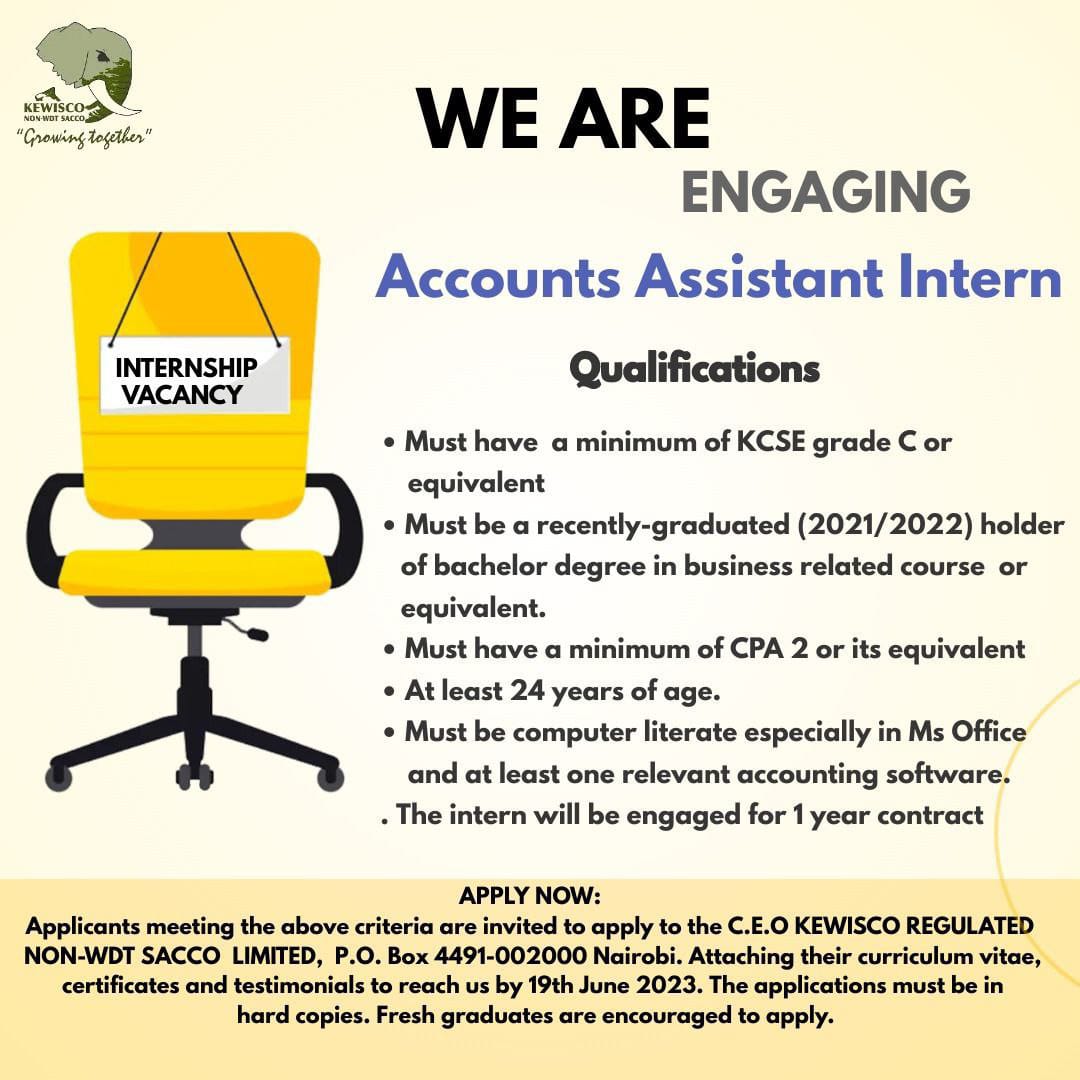 KEWISCO
NON-WDT SACCO
"Growing together"
WE ARE
ENGAGING
Accounts Assistant Intern
INTERNSHIP
VACANCY
Qualifications
• Must have a minimum of KCSE grade C or
equivalent
• Must be a recently-graduated (2021/2022) holder
of bachelor degree in business related course or
equivalent.
• Must have a minimum of CPA 2 or its equivalent
• At least 24 years of age.
• Must be computer literate especially in Ms Office
and at least one relevant accounting software.
. The intern will be engaged for 1 year contract
APPLY NOW:
Applicants meeting the above criteria are invited to apply to the C.E.O KEWISCO REGULATED
NON-WDT SACCO LIMITED, P.O. Box 4491-002000 Nairobi. Attaching their curriculum vitae,
certificates and testimonials to reach us by 19th June 2023. The applications must be in
hard copies. Fresh graduates are encouraged to apply.